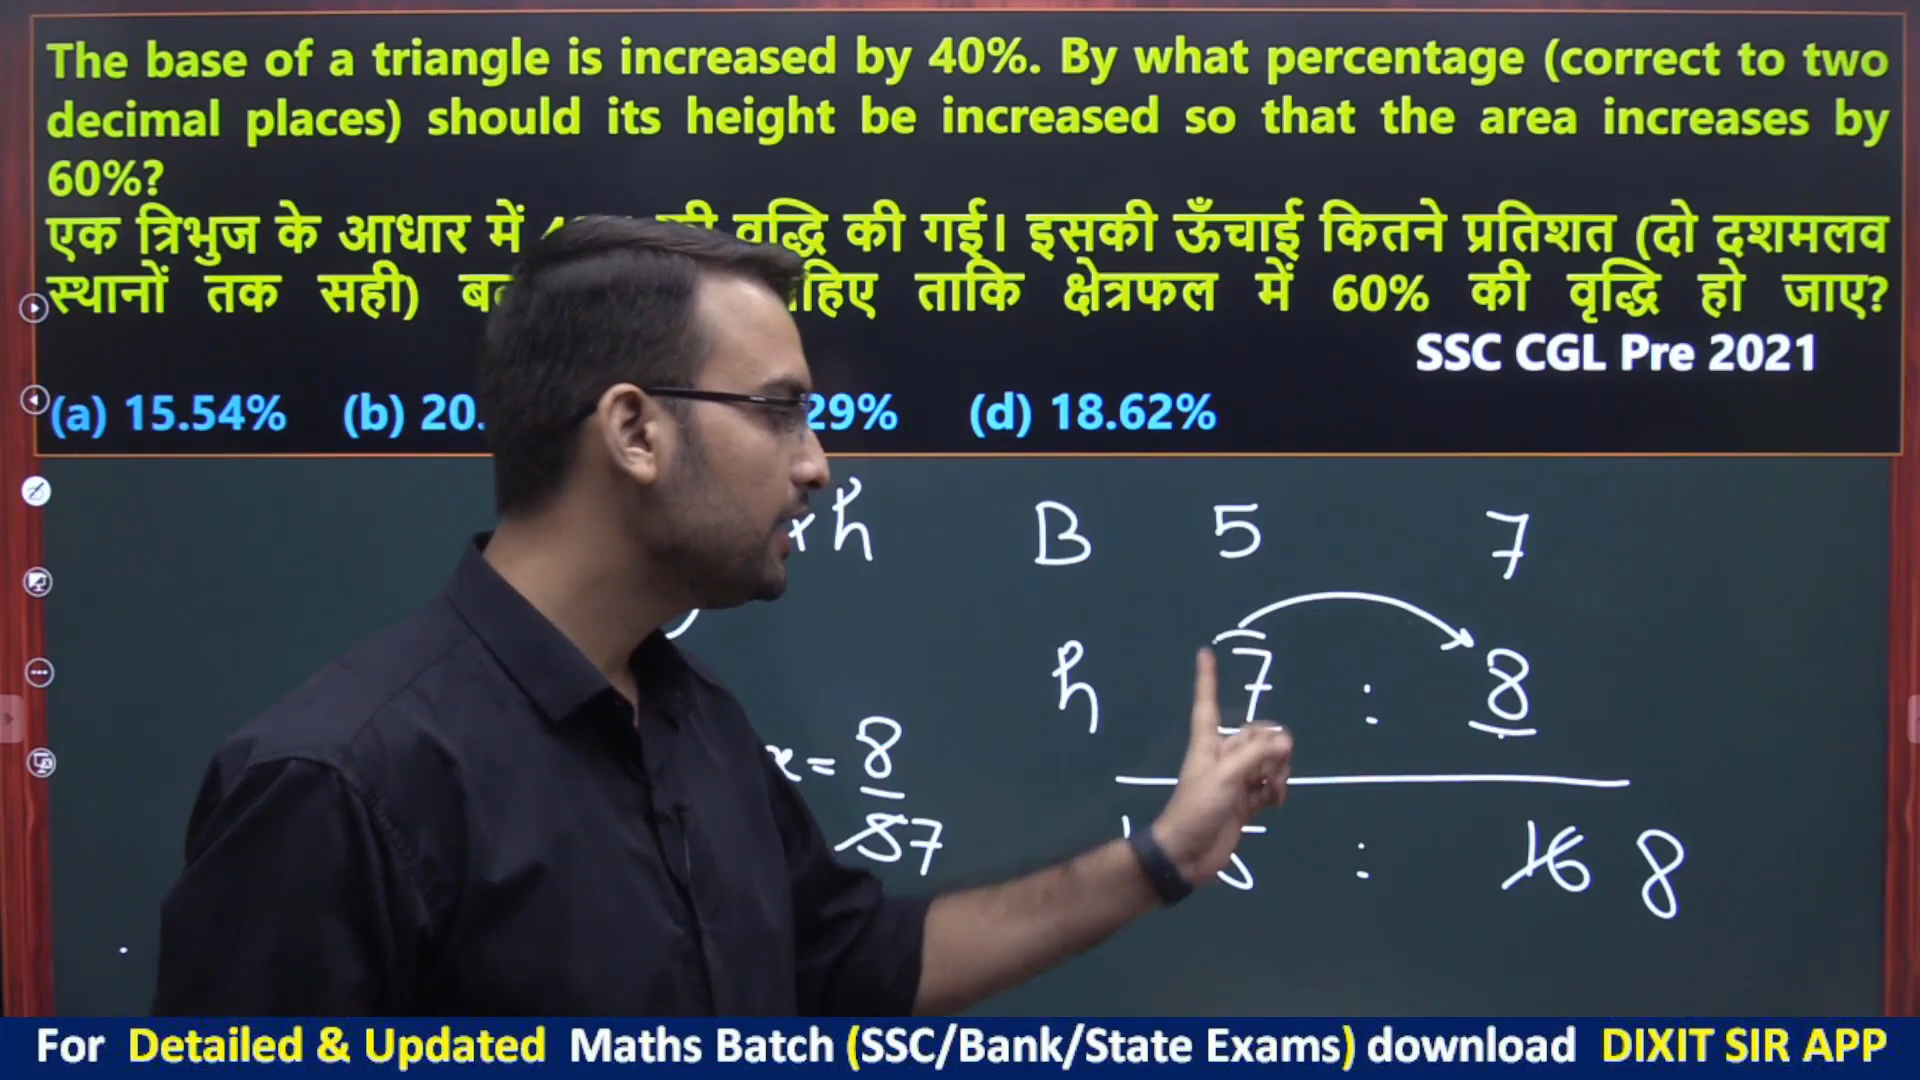 The base of a triangle is increased by 40%. By what percentage (correct to two
decimal places) should its height be increased so that the area increases by
60%?
एक त्रिभुज के आधार में वृद्धि की गई। इसकी ऊँचाई कितने प्रतिशत (दो दशमलव
स्थानों तक सही) ताकि क्षेत्रफल में 60% की वृद्धि हो जाए?
SSC CGL Pre 2021
(a) 15.54% (b) 20. 29% (d) 18.62%
x h B 5 7
h 7 : 8
x = 8
57
5 : 16 8
For Detailed & Updated Maths Batch (SSC/Bank/State Exams) download DIXIT SIR APP